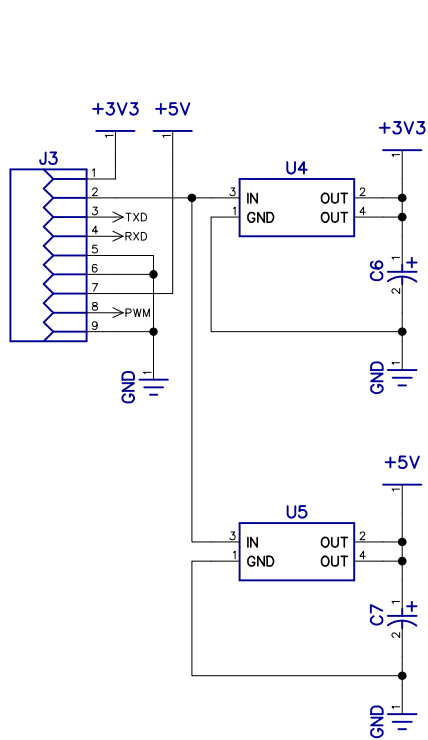 +3V3 +5V
1 1
J3
1
2
3 TXD
4 RXD
5
6
7
8 PWM
9
GND 1
+3V3
1
U4
3 IN OUT 2
1 GND OUT 4
1
C6 +
2
GND 1
+5V
1
U5
3 IN OUT 2
1 GND OUT 4
1
C7 +
2
GND 1